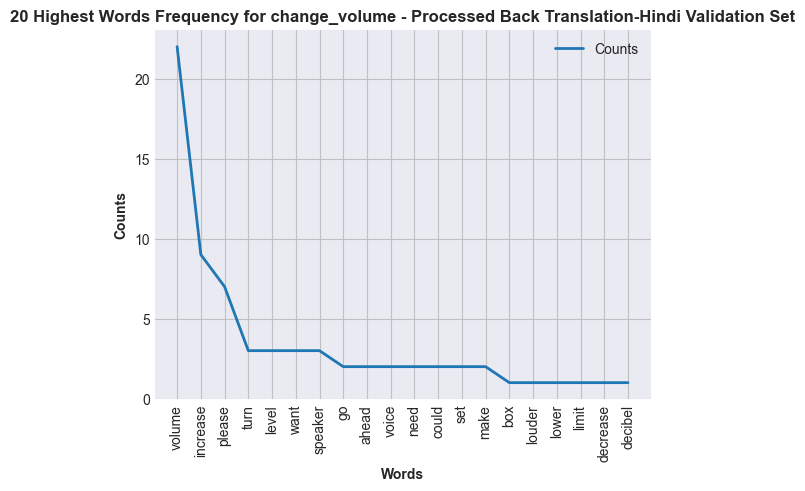 20 Highest Words Frequency for change_volume - Processed Back Translation-Hindi Validation Set
Counts
20
15
10
5
0
Counts
volume
increase
please
turn
level
want
speaker
go
ahead
voice
need
could
set
make
box
louder
lower
limit
decrease
decibel
Words